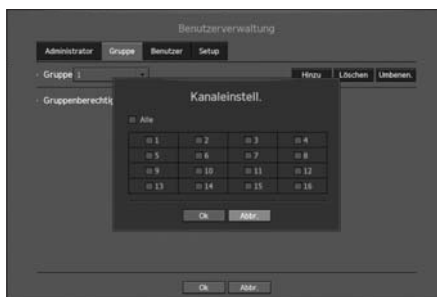 Benutzerverwaltung
Administrator Gruppe Benutzer Setup
Gruppe 1 Hinzu Löschen Umbenen.
Gruppenberechtig
Kanaleinstell.
Alle
1 2 3 4
5 6 7 8
9 10 11 12
13 14 15 16
Ok Abbr.
Ok Abbr.